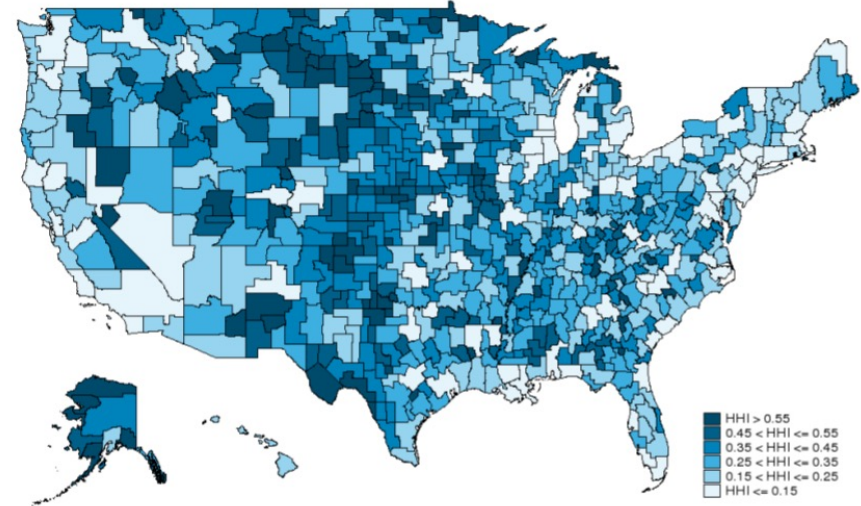 HHI > 0.55
0.45 < HHI <= 0.55
0.35 < HHI <= 0.45
0.25 < HHI <= 0.35
0.15 < HHI <= 0.25
HHI <= 0.15